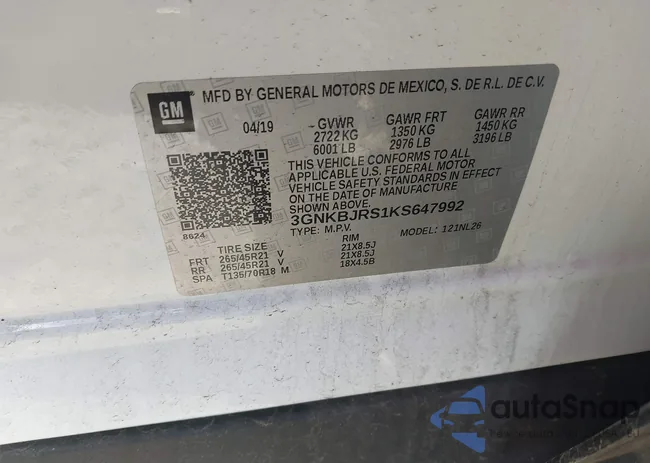 GM
MFD BY GENERAL MOTORS DE MEXICO, S. DE R.L. DE C.V.
04/19 GVWR GAWR FRT GAWR RR
2722 KG 1350 KG 1450 KG
6001 LB 2976 LB 3196 LB
THIS VEHICLE CONFORMS TO ALL
APPLICABLE U.S. FEDERAL MOTOR
VEHICLE SAFETY STANDARDS IN EFFECT
ON THE DATE OF MANUFACTURE SHOWN
ABOVE.
3GNKBJRS1KS647992
8624 TYPE: M.P.V. MODEL: 121NL26
TIRE SIZE RIM
FRT 265/45R21 V 21X8.5J
RR 265/45R21 V 21X8.5J
SPA T135/70R18 M 18X4.5B
autoSnap